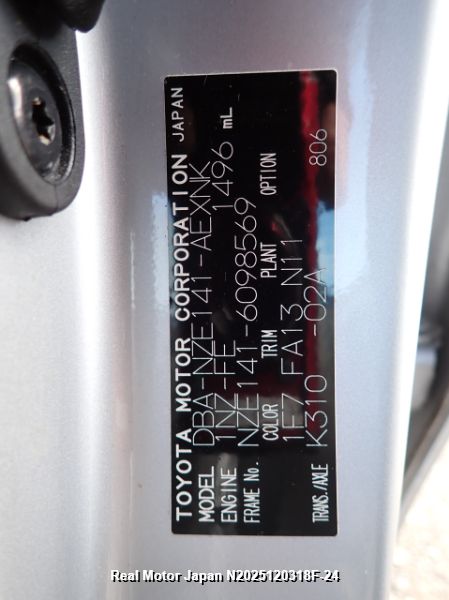 TOYOTA MOTOR CORPORATION JAPAN
MODEL DBA-NZE141-AEXNK
ENGINE 1NZ-FE 1496 mL
FRAME No. NZE141-6098569
COLOR TRIM PLANT OPTION
1F7 FA13 N11 806
TRANS./AXLE K310 -02A
Real Motor Japan N2025120318F-24